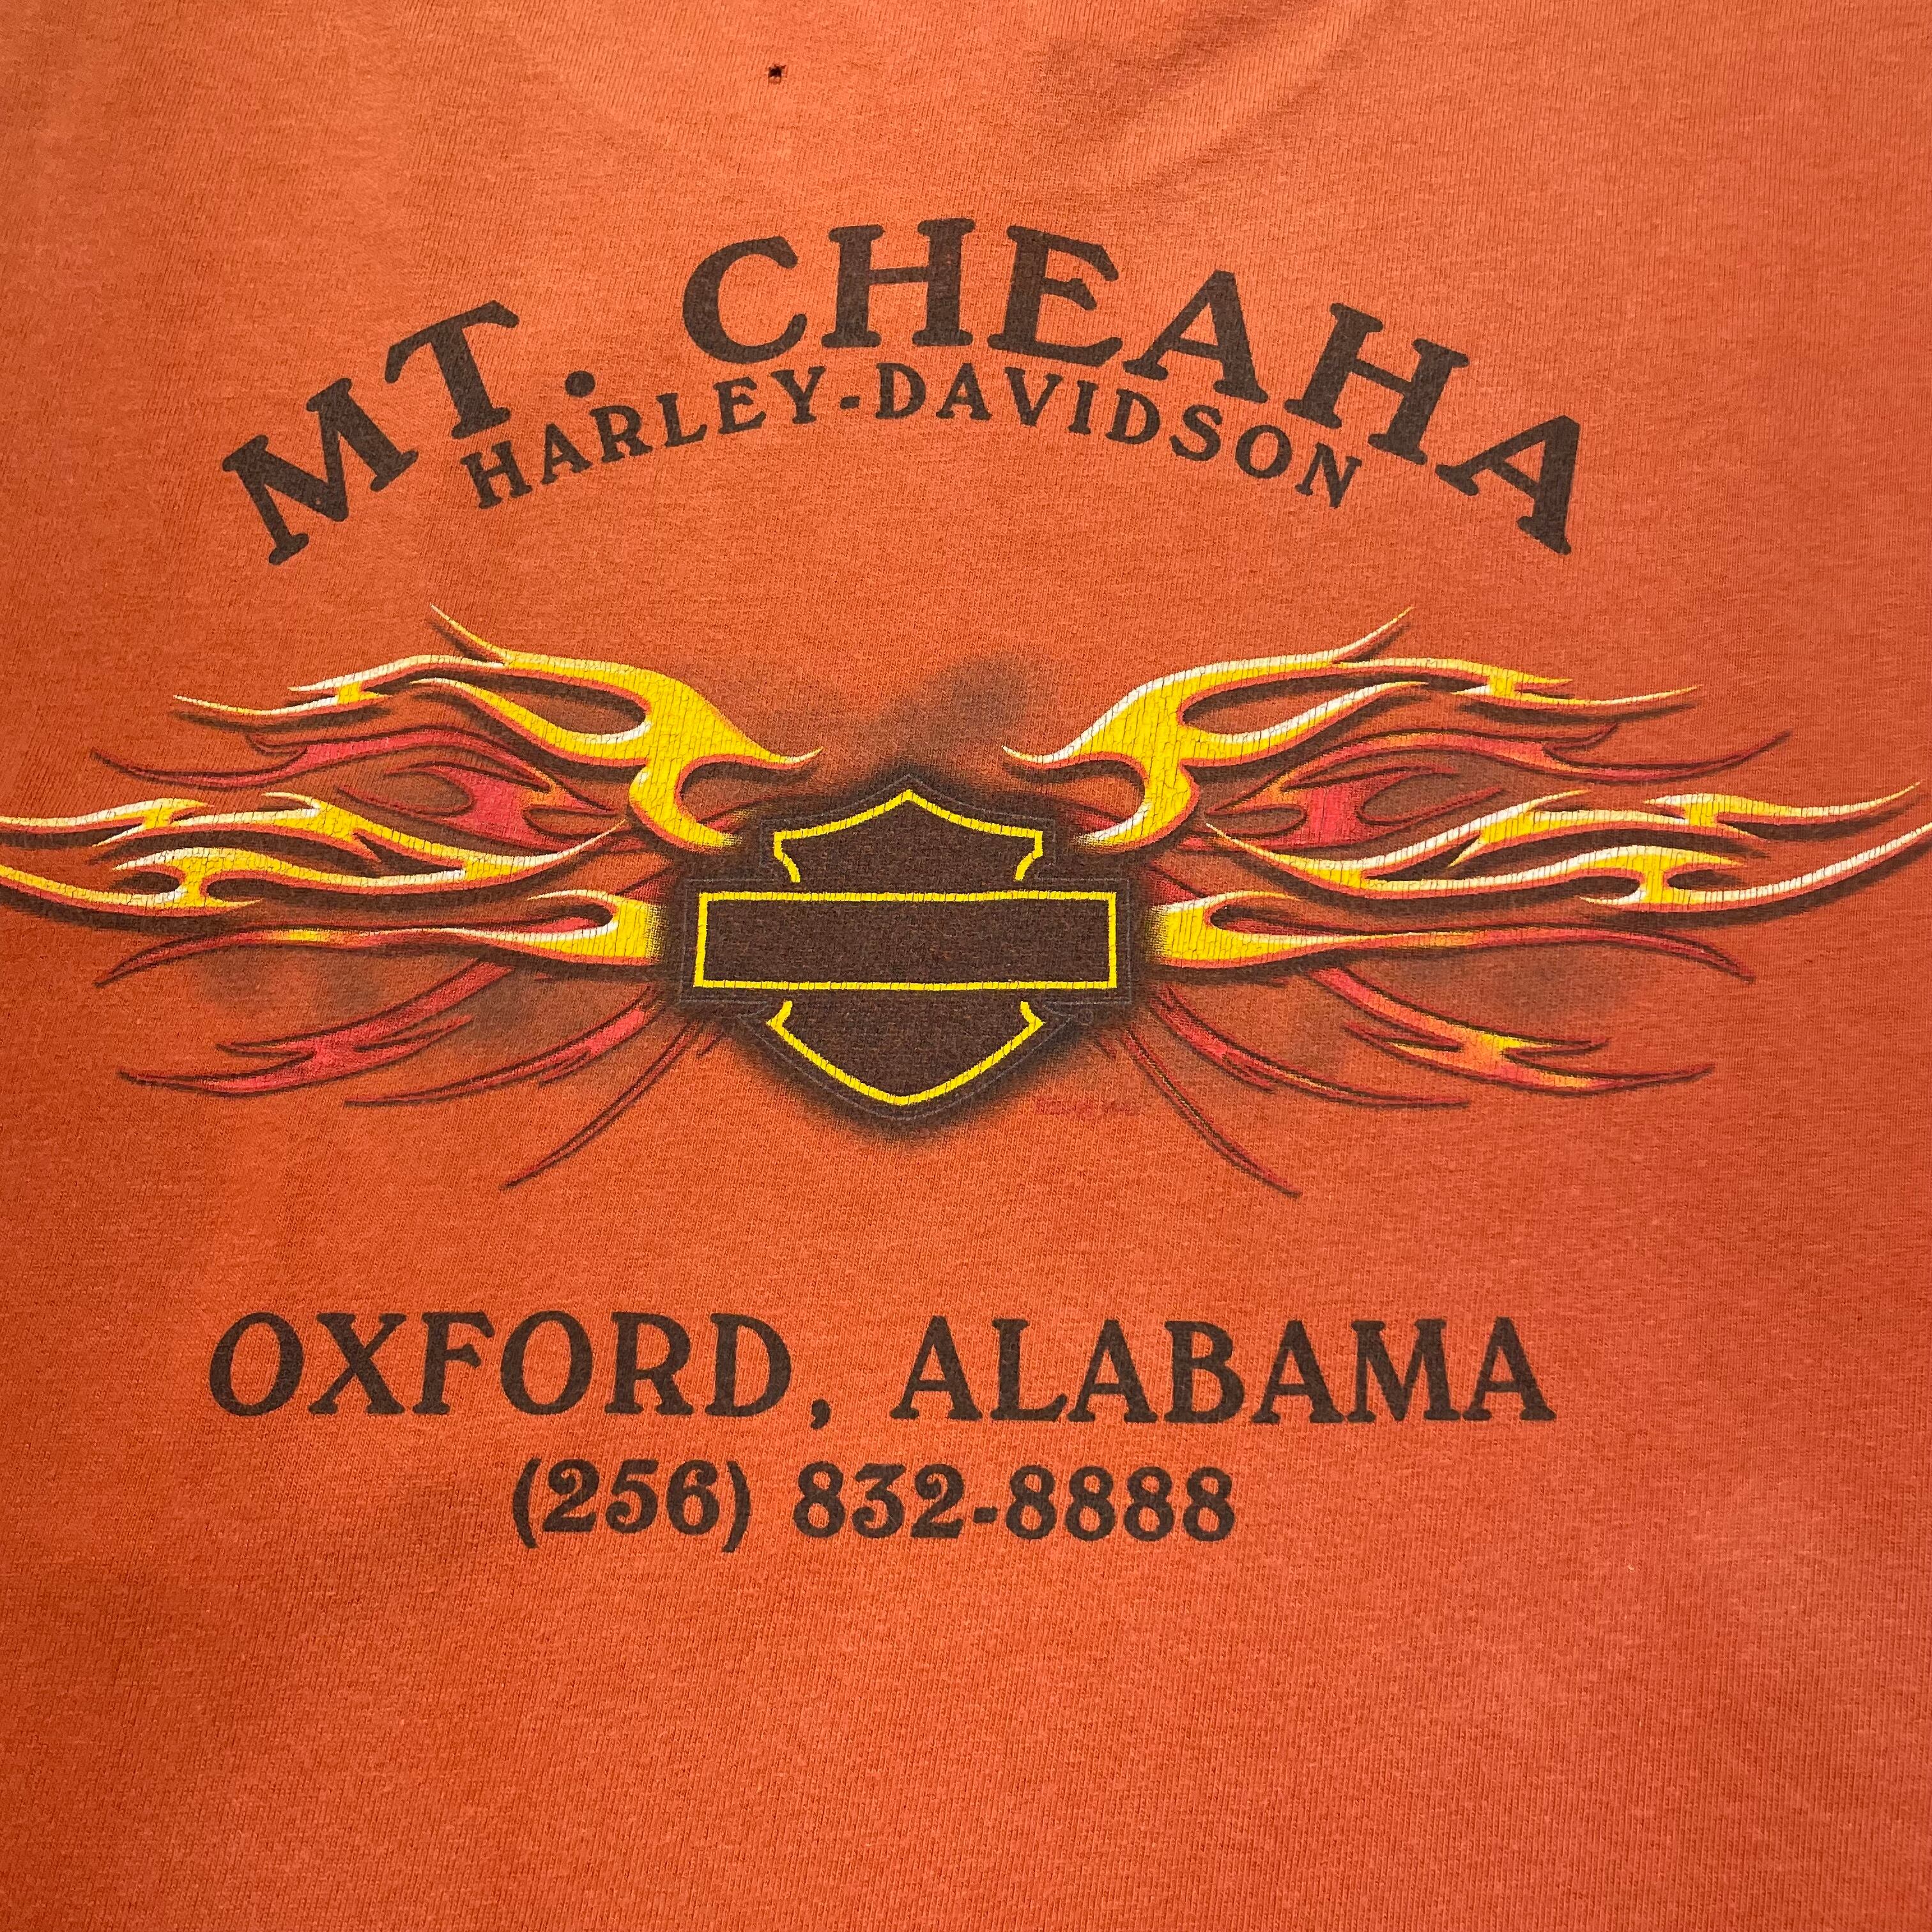 MT. CHEAHA
HARLEY-DAVIDSON
OXFORD, ALABAMA
(256) 832-8888